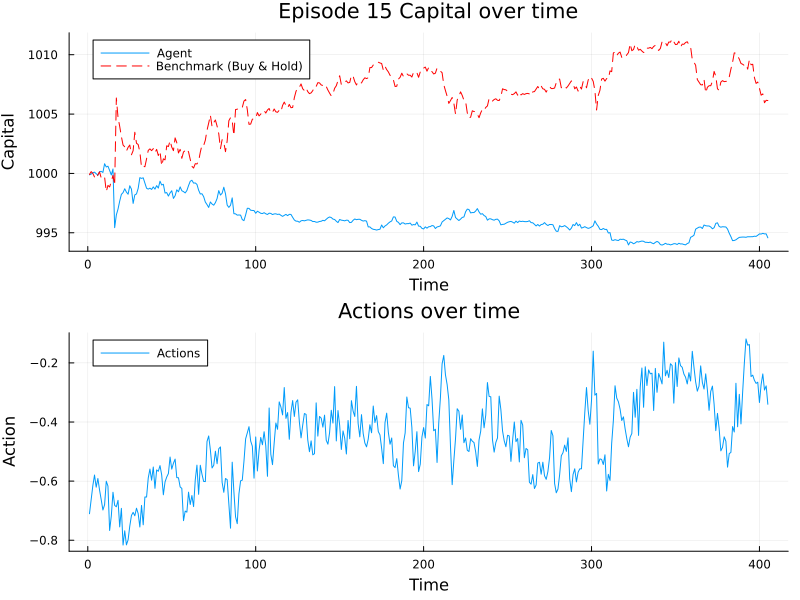 Episode 15 Capital over time
Capital
1010
1005
1000
995
Agent
Benchmark (Buy & Hold)
0 100 200 300 400
Time
Actions over time
Action
−0.2
−0.4
−0.6
−0.8
Actions
0 100 200 300 400
Time